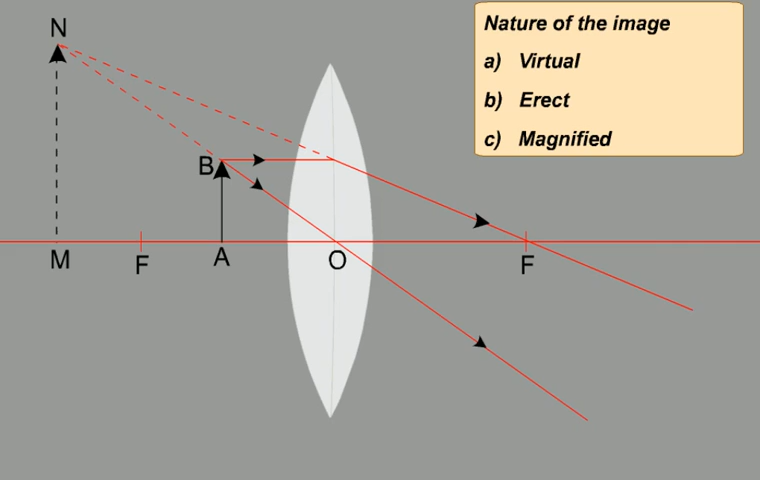 N
Nature of the image
a) Virtual
b) Erect
c) Magnified
B
M
F
A
O
F